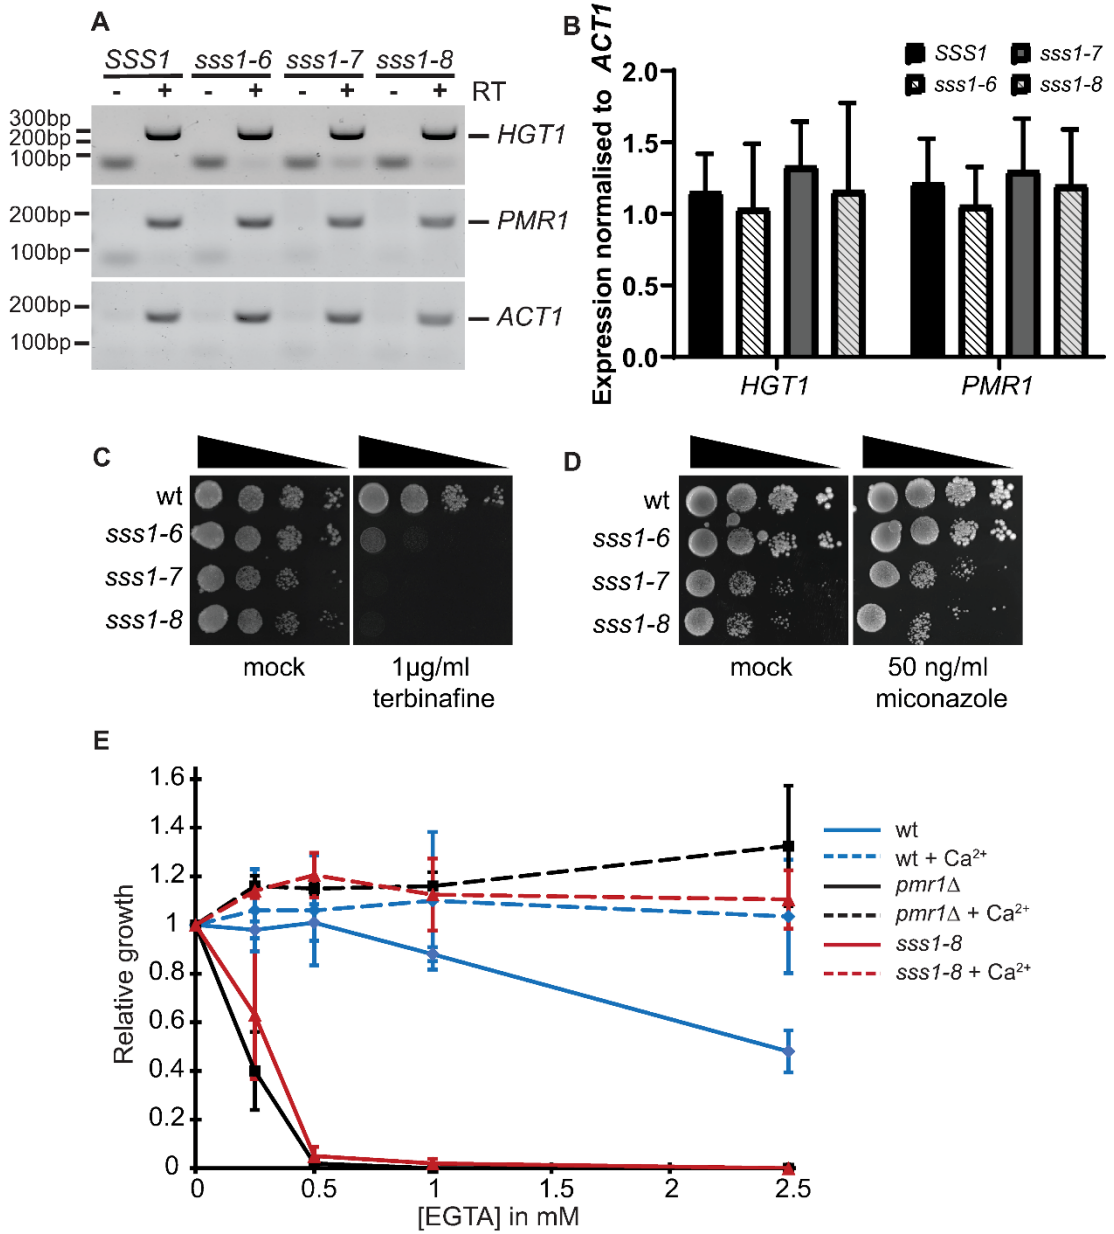 A
SSS1 sss1-6 sss1-7 sss1-8
- + - + - + - + RT
300bp
200bp
100bp
HGT1
200bp
100bp
PMR1
200bp
100bp
ACT1
B
Expression normalised to ACT1
2.0
1.5
1.0
0.5
0.0
SSS1 sss1-7
sss1-6 sss1-8
HGT1 PMR1
C
wt
sss1-6
sss1-7
sss1-8
mock 1µg/ml
terbinafine
D
wt
sss1-6
sss1-7
sss1-8
mock 50 ng/ml
miconazole
E
Relative growth
1.6
1.4
1.2
1
0.8
0.6
0.4
0.2
0
0 0.5 1 1.5 2 2.5
[EGTA] in mM
wt
wt + Ca²⁺
pmr1Δ
pmr1Δ + Ca²⁺
sss1-8
sss1-8 + Ca²⁺